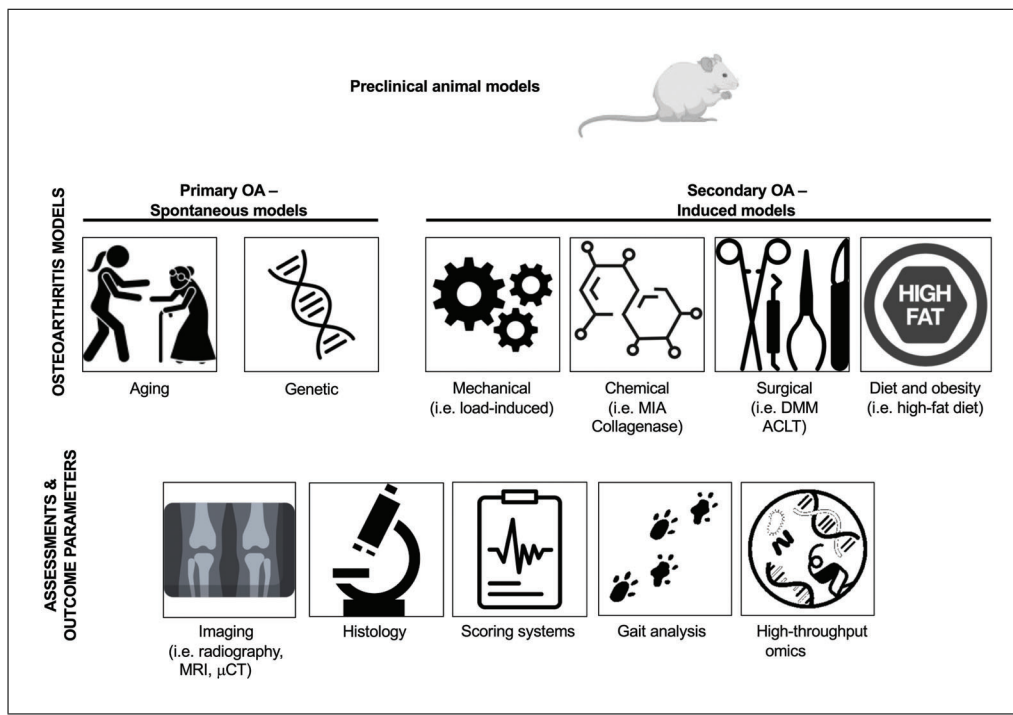 Preclinical animal models
OSTEOARTHRITIS MODELS
Primary OA –
Spontaneous models
Secondary OA –
Induced models
HIGH
FAT
Aging
Genetic
Mechanical
(i.e. load-induced)
Chemical
(i.e. MIA
Collagenase)
Surgical
(i.e. DMM
ACLT)
Diet and obesity
(i.e. high-fat diet)
ASSESSMENTS &
OUTCOME PARAMETERS
Imaging
(i.e. radiography,
MRI, μCT)
Histology
Scoring systems
Gait analysis
High-throughput
omics